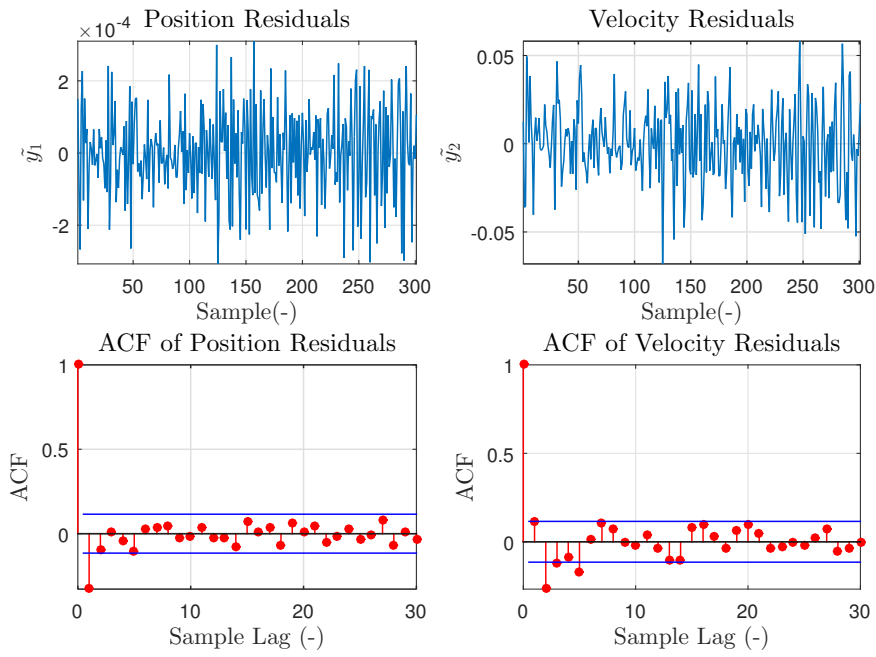 Position Residuals
×10⁻⁴
2
0
-2
ỹ₁
50 100 150 200 250 300
Sample(-)
Velocity Residuals
0.05
0
-0.05
ỹ₂
50 100 150 200 250 300
Sample(-)
ACF of Position Residuals
1
0.5
0
ACF
0 10 20 30
Sample Lag (-)
ACF of Velocity Residuals
1
0.5
0
ACF
0 10 20 30
Sample Lag (-)